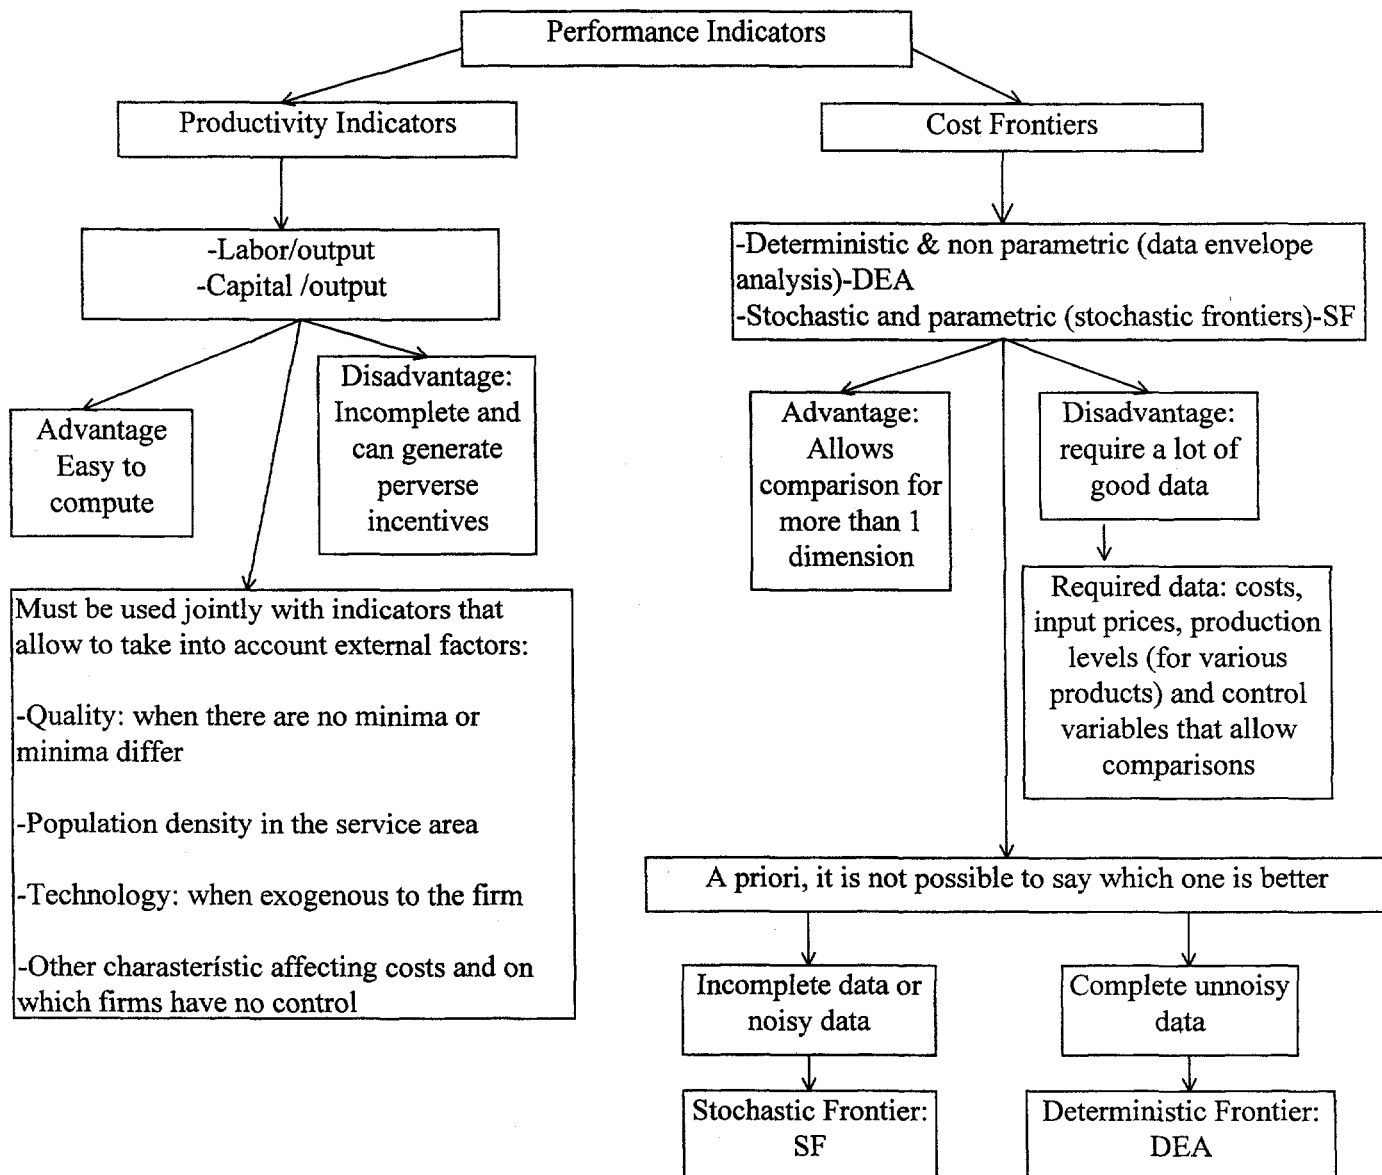 Performance Indicators
Productivity Indicators
Cost Frontiers
-Labor/output
-Capital /output
-Deterministic & non parametric (data envelope
analysis)-DEA
-Stochastic and parametric (stochastic frontiers)-SF
Advantage
Easy to
compute
Disadvantage:
Incomplete and
can generate
perverse
incentives
Advantage:
Allows
comparison for
more than 1
dimension
Disadvantage:
require a lot of
good data
Required data: costs,
input prices, production
levels (for various
products) and control
variables that allow
comparisons
Must be used jointly with indicators that
allow to take into account external factors:
-Quality: when there are no minima or
minima differ
-Population density in the service area
-Technology: when exogenous to the firm
-Other charasterístic affecting costs and on
which firms have no control
A priori, it is not possible to say which one is better
Incomplete data or
noisy data
Complete unnoisy
data
Stochastic Frontier:
SF
Deterministic Frontier:
DEA